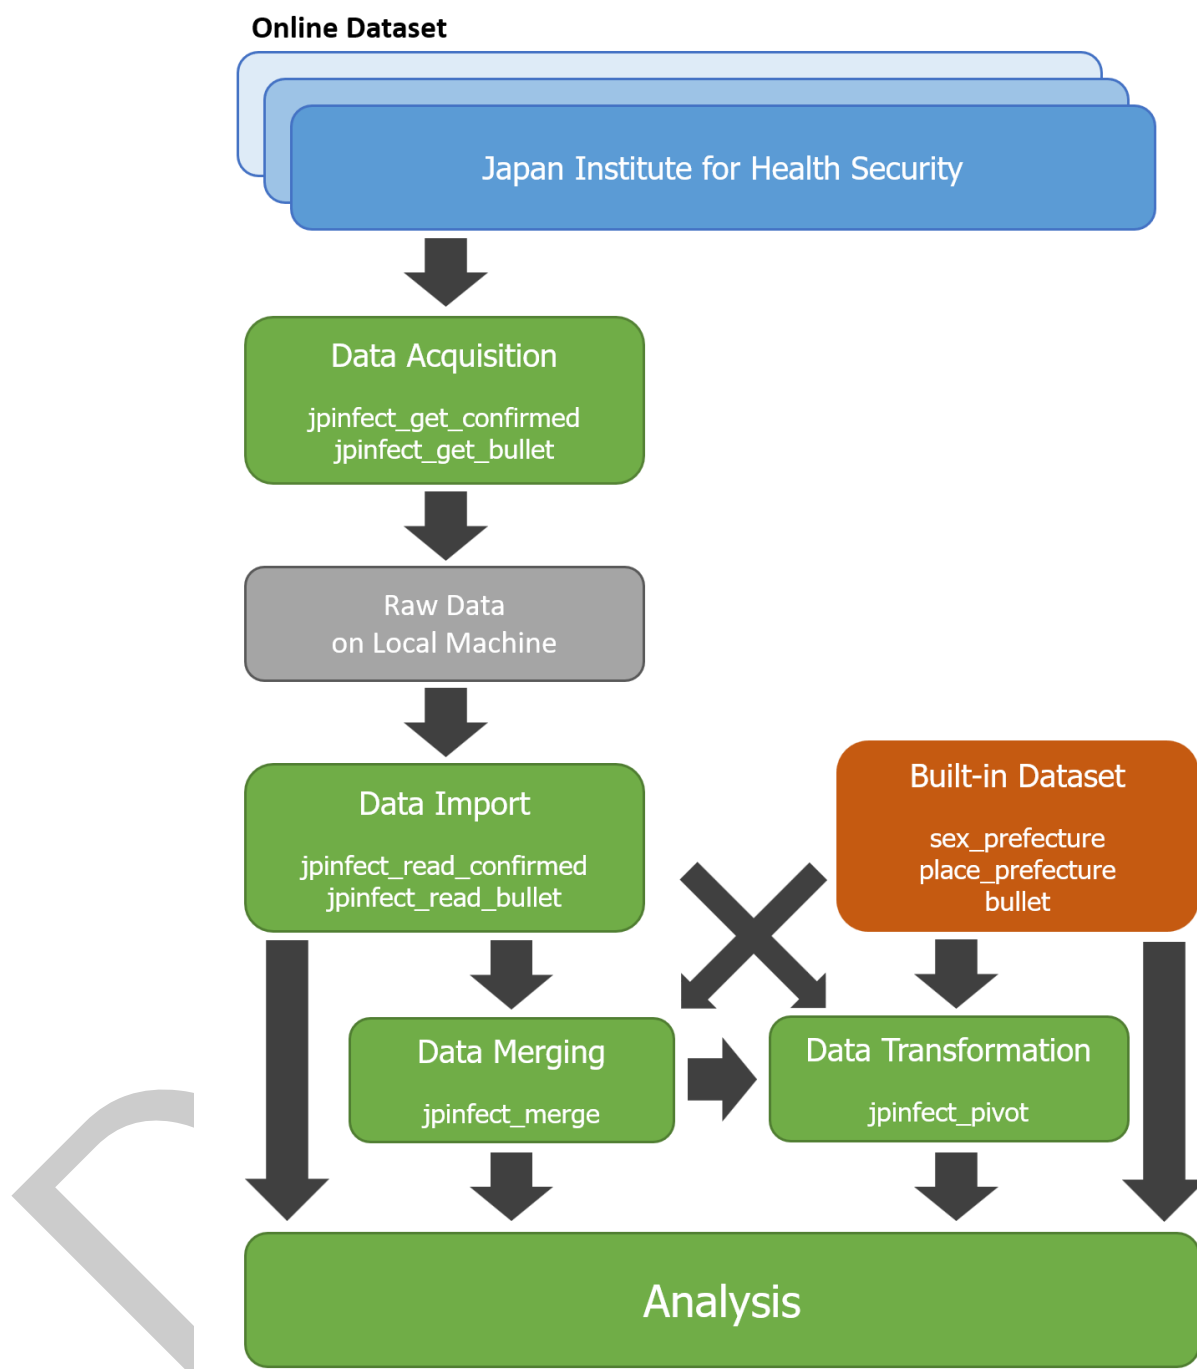 Online Dataset
Japan Institute for Health Security
Data Acquisition
jpinfect_get_confirmed
jpinfect_get_bullet
Raw Data
on Local Machine
Data Import
jpinfect_read_confirmed
jpinfect_read_bullet
Built-in Dataset
sex_prefecture
place_prefecture
bullet
Data Merging
jpinfect_merge
Data Transformation
jpinfect_pivot
Analysis